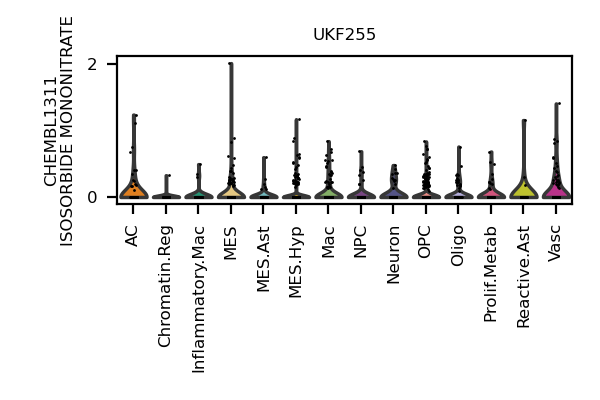 UKF255
CHEMBL1311
ISOSORBIDE MONONITRATE
2
0
AC
Chromatin.Reg
Inflammatory.Mac
MES
MES.Ast
MES.Hyp
Mac
NPC
Neuron
OPC
Oligo
Prolif.Metab
Reactive.Ast
Vasc